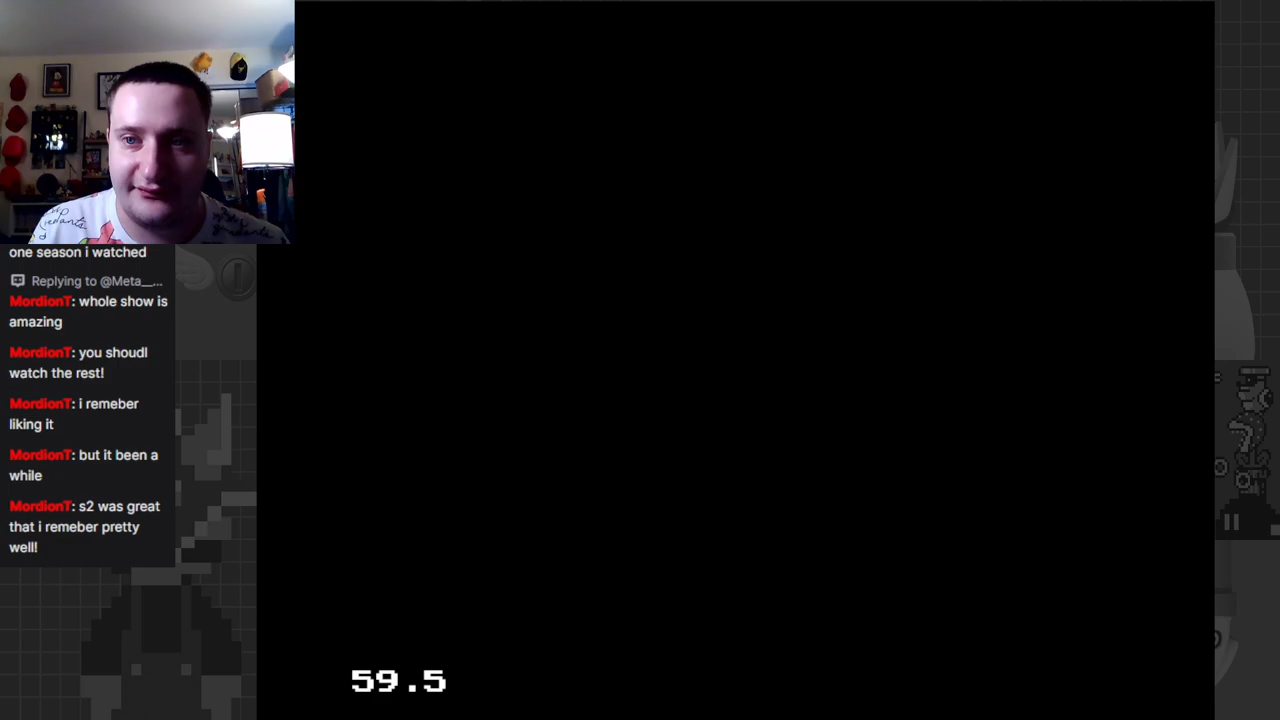 one season i watched
Replying to @Meta__...
MordionT: whole show is
amazing
MordionT: you shoudl
watch the rest!
MordionT: i remeber
liking it
MordionT: but it been a
while
MordionT: s2 was great
that i remeber pretty
well!
59.5